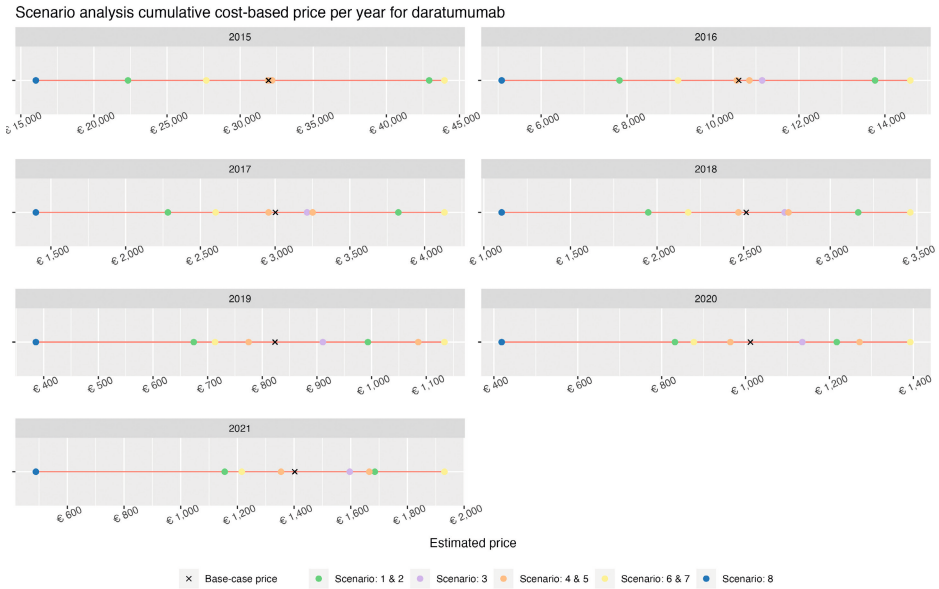 Scenario analysis cumulative cost-based price per year for daratumumab
2015 2016
€ 15,000 € 20,000 € 25,000 € 30,000 € 35,000 € 40,000 € 45,000 € 6,000 € 8,000 € 10,000 € 12,000 € 14,000
2017 2018
€ 1,500 € 2,000 € 2,500 € 3,000 € 3,500 € 4,000 € 1,000 € 1,500 € 2,000 € 2,500 € 3,000 € 3,500
2019 2020
€ 400 € 500 € 600 € 700 € 800 € 900 € 1,000 € 1,100 € 400 € 600 € 800 € 1,000 € 1,200 € 1,400
2021
€ 600 € 800 € 1,000 € 1,200 € 1,400 € 1,600 € 1,800 € 2,000
Estimated price
Base-case price Scenario: 1 & 2 Scenario: 3 Scenario: 4 & 5 Scenario: 6 & 7 Scenario: 8